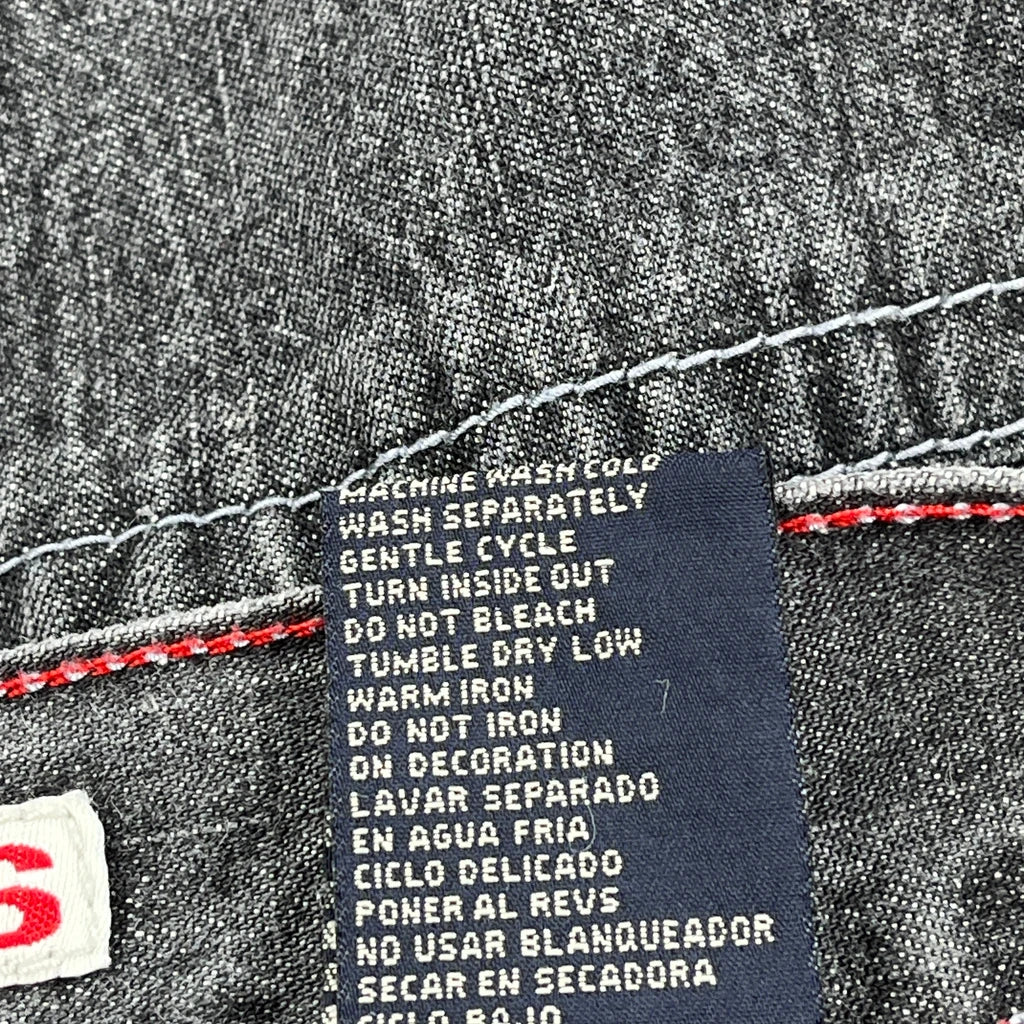 MACHINE WASH COLD
WASH SEPARATELY
GENTLE CYCLE
TURN INSIDE OUT
DO NOT BLEACH
TUMBLE DRY LOW
WARM IRON
DO NOT IRON
ON DECORATION
LAVAR SEPARADO
EN AGUA FRIA
CICLO DELICADO
PONER AL REVS
NO USAR BLANQUEADOR
SECAR EN SECADORA
CICLO BAJO
S